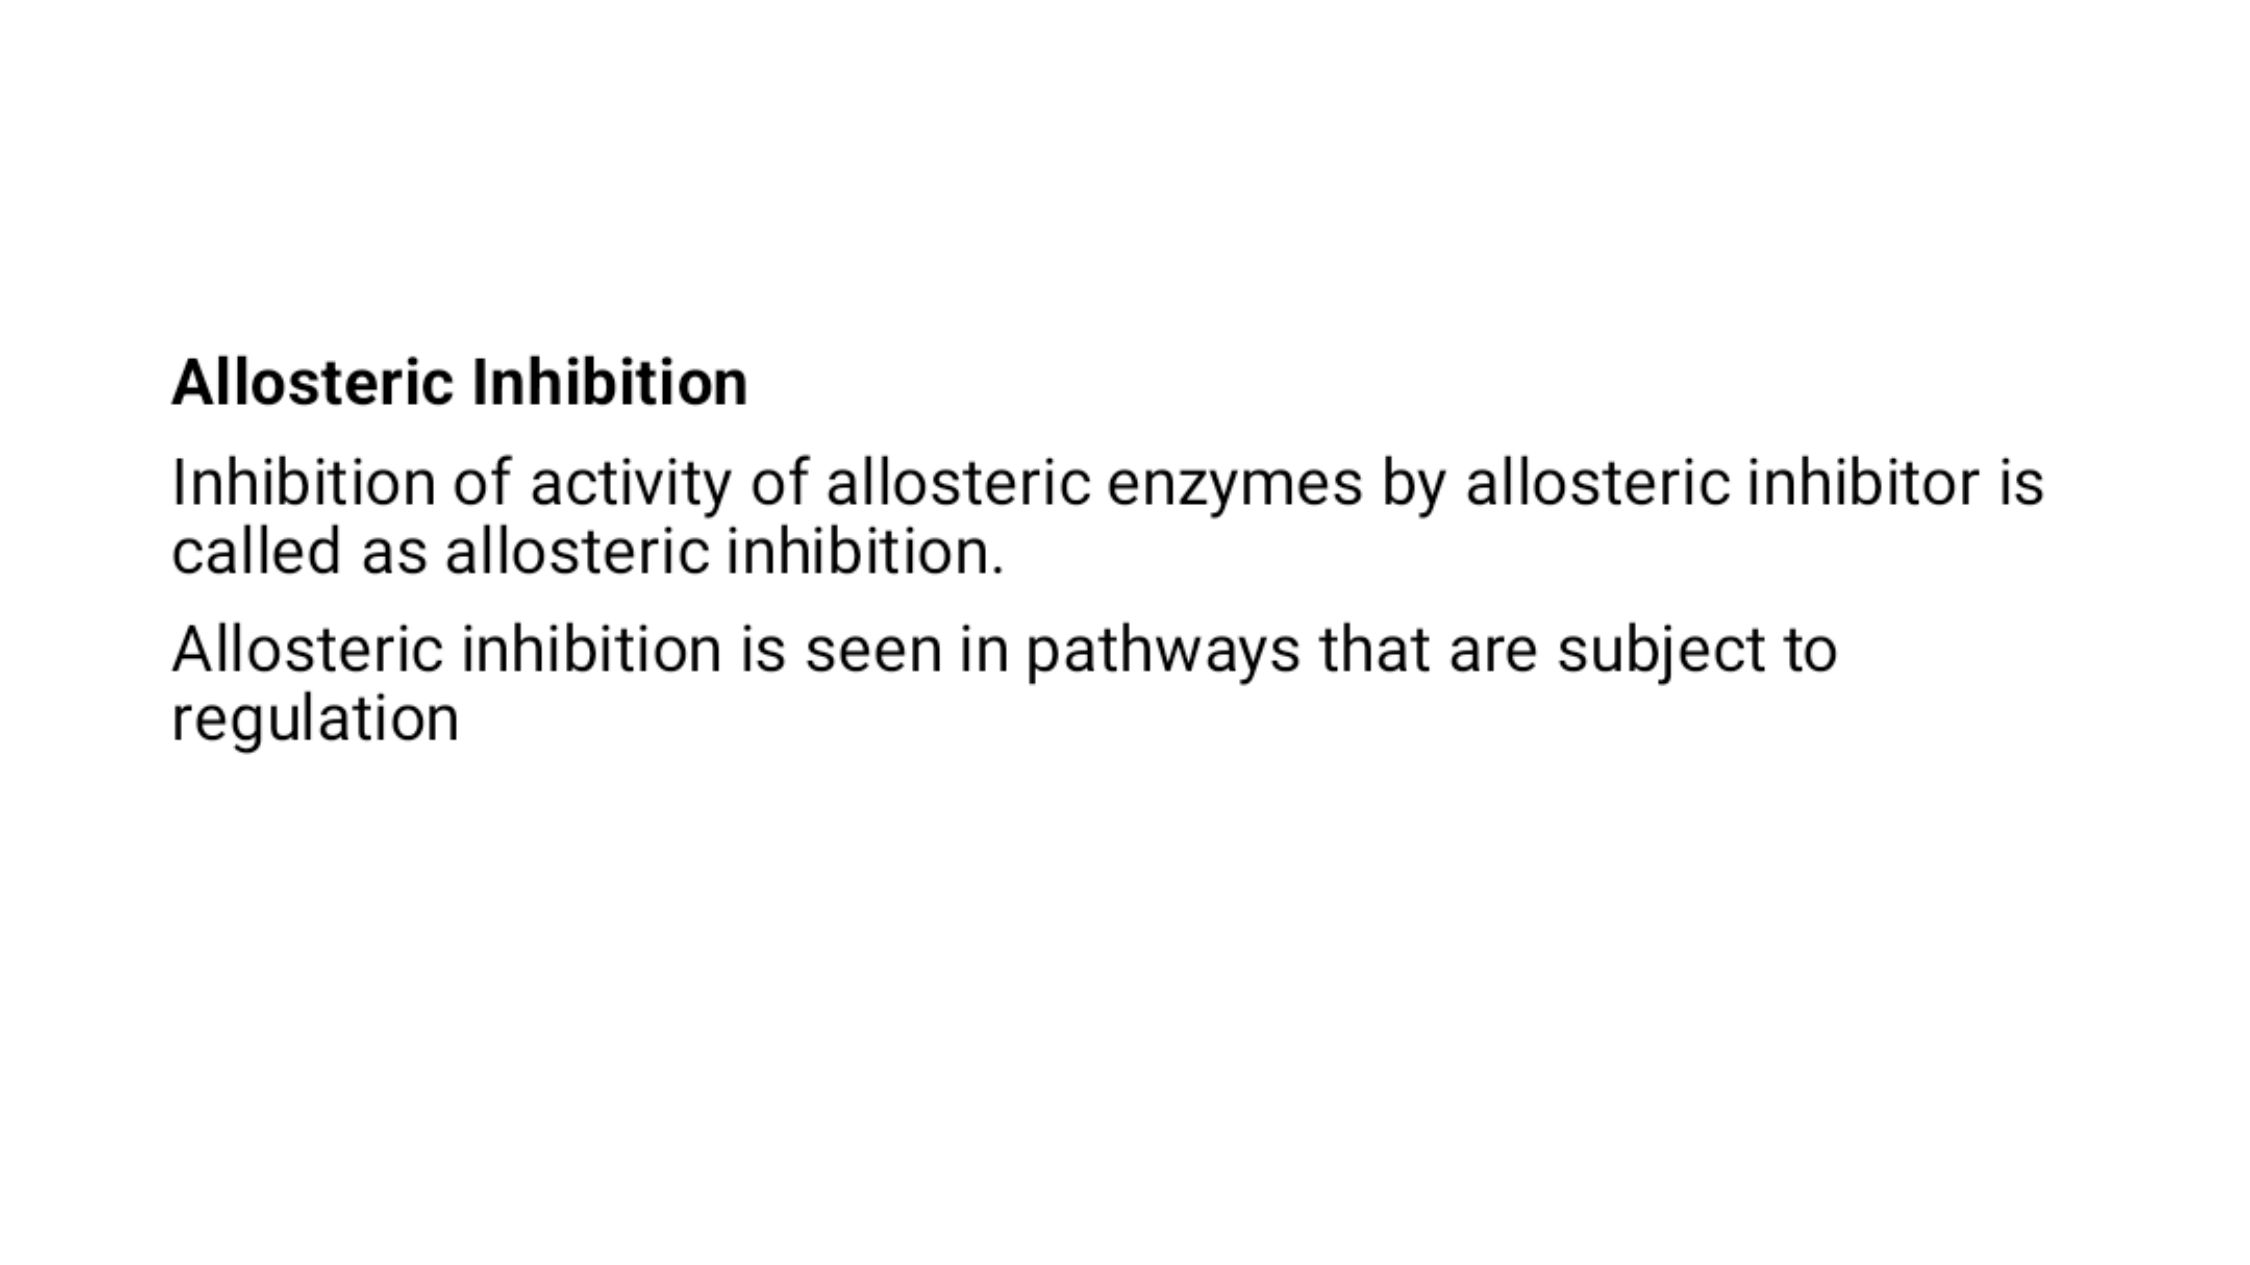 Allosteric Inhibition
Inhibition of activity of allosteric enzymes by allosteric inhibitor is
called as allosteric inhibition.
Allosteric inhibition is seen in pathways that are subject to
regulation